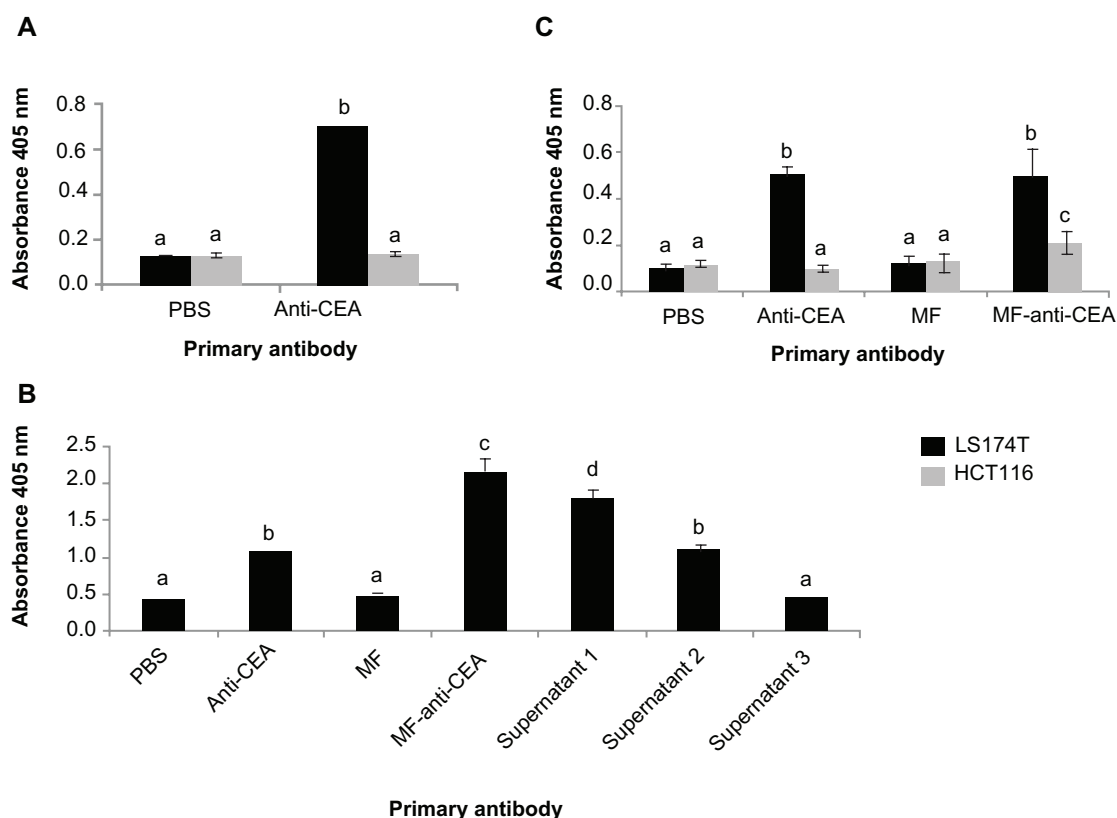 A
Absorbance 405 nm
0.8
0.6
0.4
0.2
0.0
a
a
b
a
PBS
Anti-CEA
Primary antibody
C
Absorbance 405 nm
0.8
0.6
0.4
0.2
0.0
a
a
b
a
a
a
b
c
PBS
Anti-CEA
MF
MF-anti-CEA
Primary antibody
B
Absorbance 405 nm
2.5
2.0
1.5
1.0
0.5
0.0
a
b
a
c
d
b
a
PBS
Anti-CEA
MF
MF-anti-CEA
Supernatant 1
Supernatant 2
Supernatant 3
Primary antibody
LS174T
HCT116